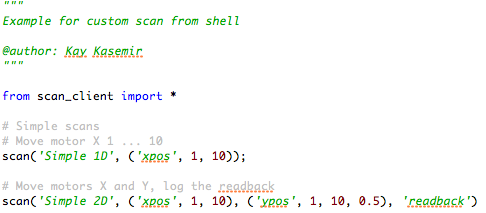 """
Example for custom scan from shell
@author: Kay Kasemir
"""
from scan_client import *
# Simple scans
# Move motor X 1 ... 10
scan('Simple 1D', ('xpos', 1, 10));
# Move motors X and Y, log the readback
scan('Simple 2D', ('xpos', 1, 10), ('ypos', 1, 10, 0.5), 'readback')